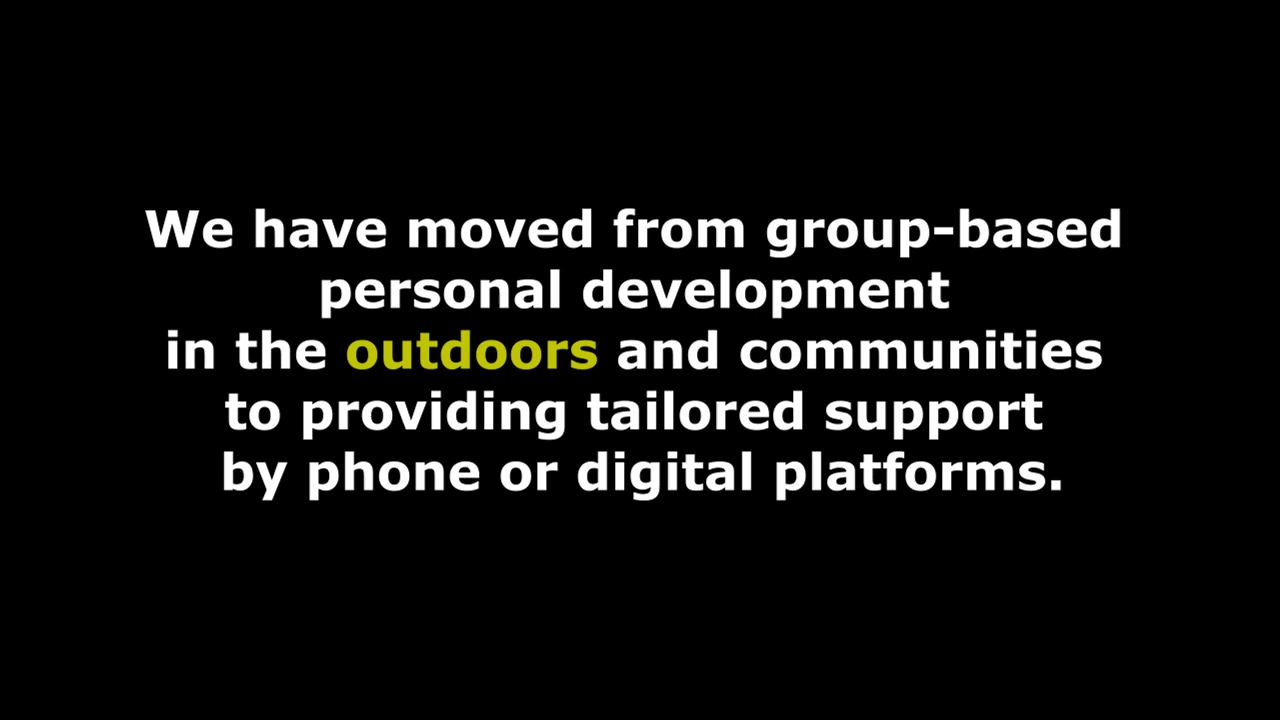 We have moved from group-based
personal development
in the outdoors and communities
to providing tailored support
by phone or digital platforms.